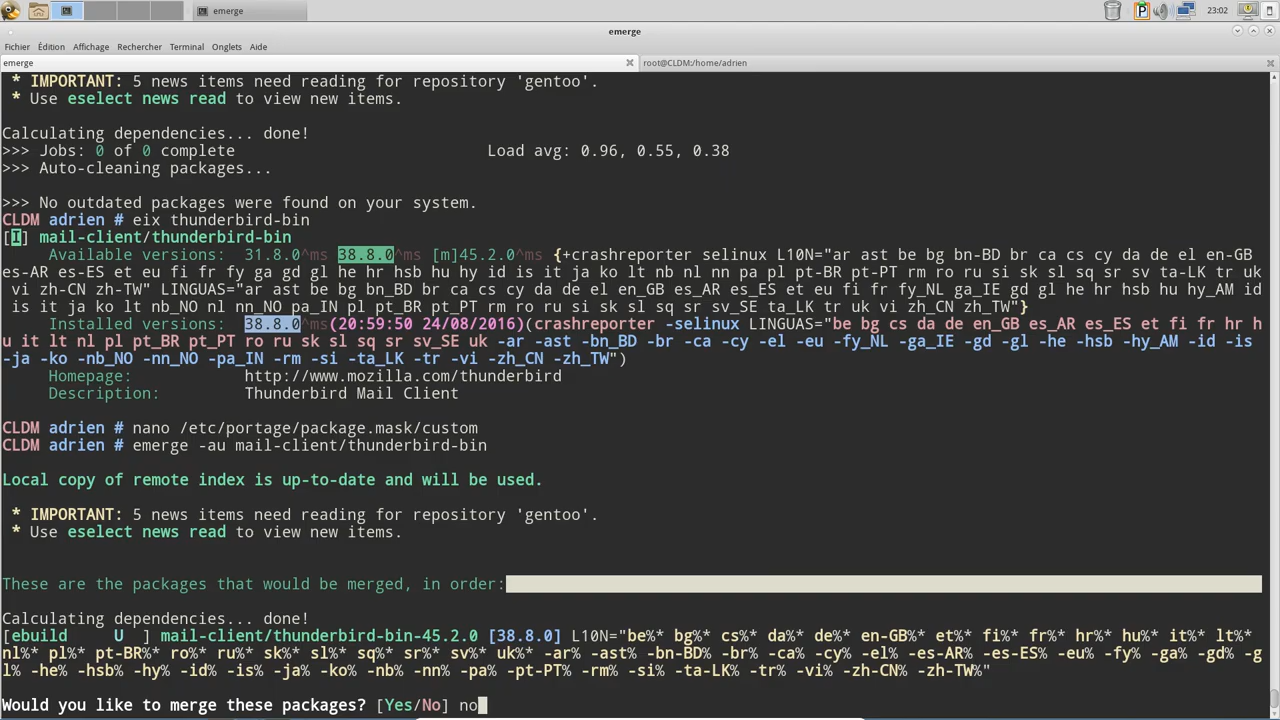 emerge
P
23:02
emerge
Fichier Édition Affichage Rechercher Terminal Onglets Aide
emerge
root@CLDM:/home/adrien
* IMPORTANT: 5 news items need reading for repository 'gentoo'.
* Use eselect news read to view new items.
Calculating dependencies... done!
>>> Jobs: 0 of 0 complete Load avg: 0.96, 0.55, 0.38
>>> Auto-cleaning packages...
>>> No outdated packages were found on your system.
CLDM adrien # eix thunderbird-bin
[I] mail-client/thunderbird-bin
Available versions: 31.8.0^ms 38.8.0^ms [m]45.2.0^ms {+crashreporter selinux L10N="ar ast be bg bn-BD br ca cs cy da de el en-GB
es-AR es-ES et eu fi fr fy ga gd gl he hr hsb hu hy id is it ja ko lt nb nl nn pa pl pt-BR pt-PT rm ro ru si sk sl sq sr sv ta-LK tr uk
vi zh-CN zh-TW" LINGUAS="ar ast be bg bn_BD br ca cs cy da de el en_GB es_AR es_ES et eu fi fr fy_NL ga_IE gd gl he hr hsb hu hy_AM id
is it ja ko lt nb_NO nl nn_NO pa_IN pl pt_BR pt_PT rm ro ru si sk sl sq sr sv_SE ta_LK tr uk vi zh_CN zh_TW"}
Installed versions: 38.8.0^ms(20:59:50 24/08/2016)(crashreporter -selinux LINGUAS="be bg cs da de en_GB es_AR es_ES et fi fr hr h
u it lt nl pl pt_BR pt_PT ro ru sk sl sq sr sv_SE uk -ar -ast -bn_BD -br -ca -cy -el -eu -fy_NL -ga_IE -gd -gl -he -hsb -hy_AM -id -is
-ja -ko -nb_NO -nn_NO -pa_IN -rm -si -ta_LK -tr -vi -zh_CN -zh_TW")
Homepage: http://www.mozilla.com/thunderbird
Description: Thunderbird Mail Client
CLDM adrien # nano /etc/portage/package.mask/custom
CLDM adrien # emerge -au mail-client/thunderbird-bin
Local copy of remote index is up-to-date and will be used.
* IMPORTANT: 5 news items need reading for repository 'gentoo'.
* Use eselect news read to view new items.
These are the packages that would be merged, in order:
Calculating dependencies... done!
[ebuild U ] mail-client/thunderbird-bin-45.2.0 [38.8.0] L10N="be%* bg%* cs%* da%* de%* en-GB%* et%* fi%* fr%* hr%* hu%* it%* lt%*
nl%* pl%* pt-BR%* ro%* ru%* sk%* sl%* sq%* sr%* sv%* uk%* -ar% -ast% -bn-BD% -br% -ca% -cy% -el% -es-AR% -es-ES% -eu% -fy% -ga% -gd% -g
l% -he% -hsb% -hy% -id% -is% -ja% -ko% -nb% -nn% -pa% -pt-PT% -rm% -si% -ta-LK% -tr% -vi% -zh-CN% -zh-TW%"
Would you like to merge these packages? [Yes/No] no